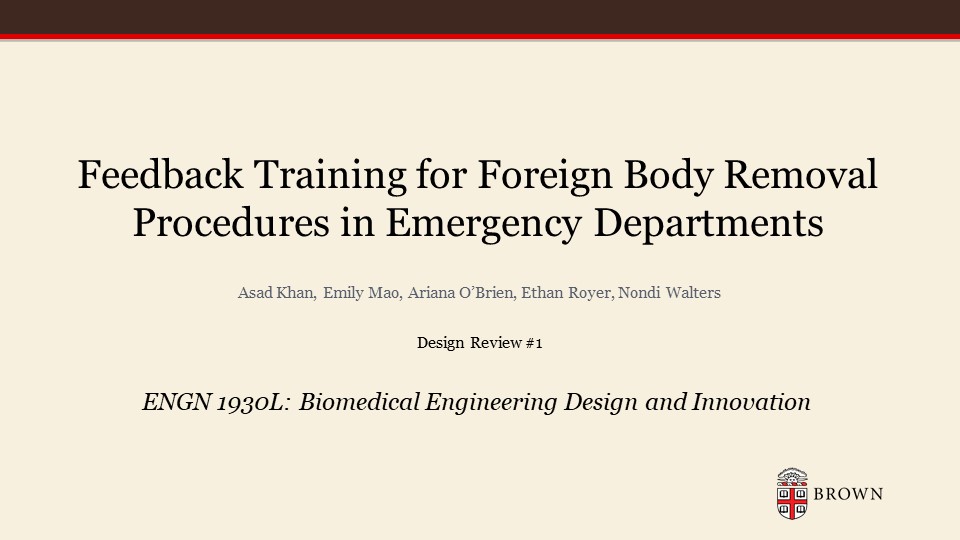 Feedback Training for Foreign Body Removal
Procedures in Emergency Departments
Asad Khan, Emily Mao, Ariana O’Brien, Ethan Royer, Nondi Walters
Design Review #1
ENGN 1930L: Biomedical Engineering Design and Innovation
BROWN